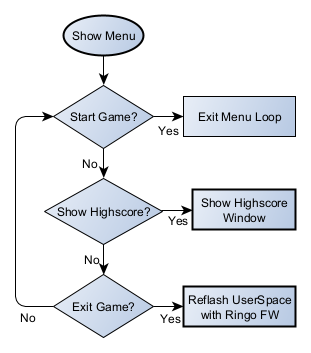 Show Menu
Start Game?
Exit Menu Loop
Yes
No
Show Highscore?
Show Highscore
Window
Yes
No
Exit Game?
Reflash UserSpace
with Ringo FW
Yes
No